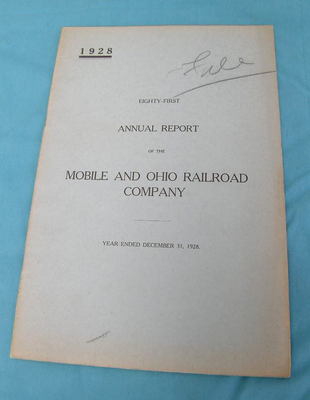 1928
File
EIGHTY-FIRST
ANNUAL REPORT
OF THE
MOBILE AND OHIO RAILROAD
COMPANY
YEAR ENDED DECEMBER 31, 1928.